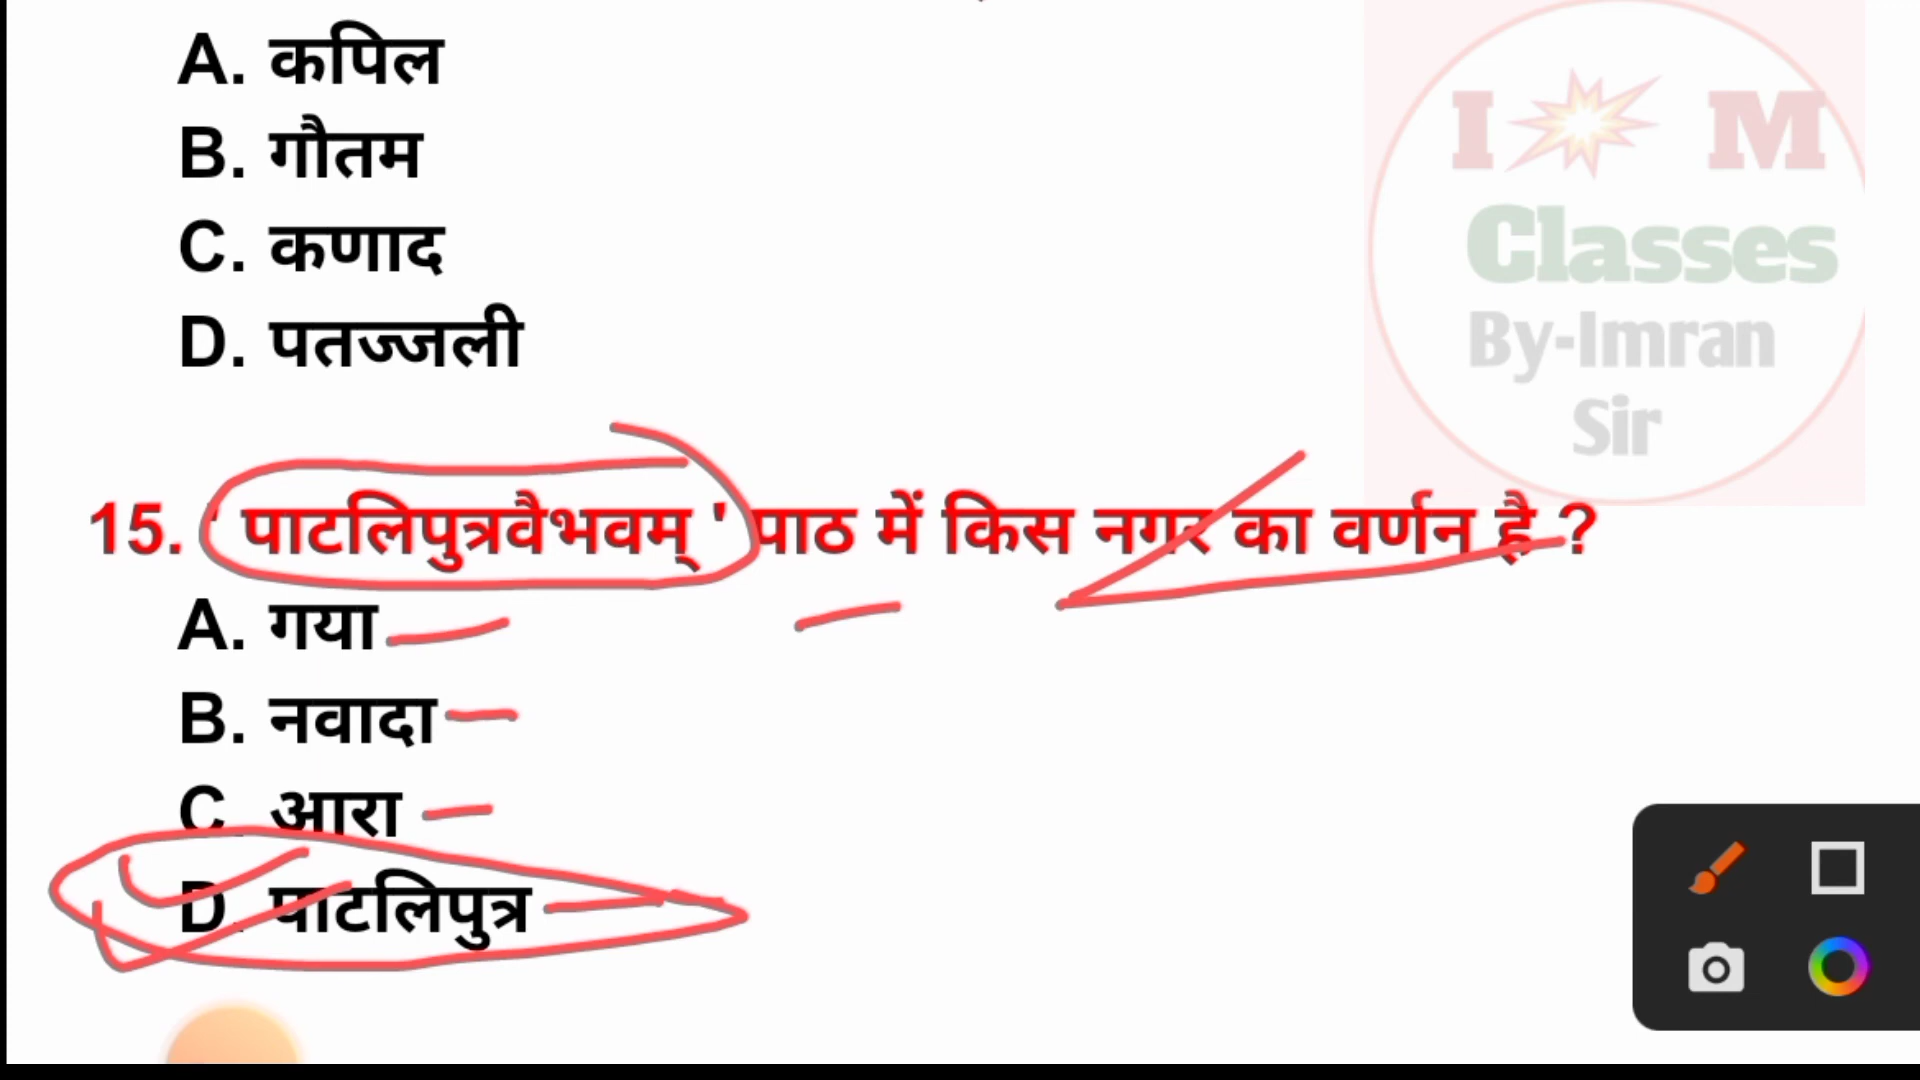 A. कपिल
B. गौतम
C. कणाद
D. पतज्जली
I M
Classes
By-Imran
Sir
15. ' पाटलिपुत्रवैभवम् ' पाठ में किस नगर का वर्णन है ?
A. गया
B. नवादा
C. आरा
D. पाटलिपुत्र